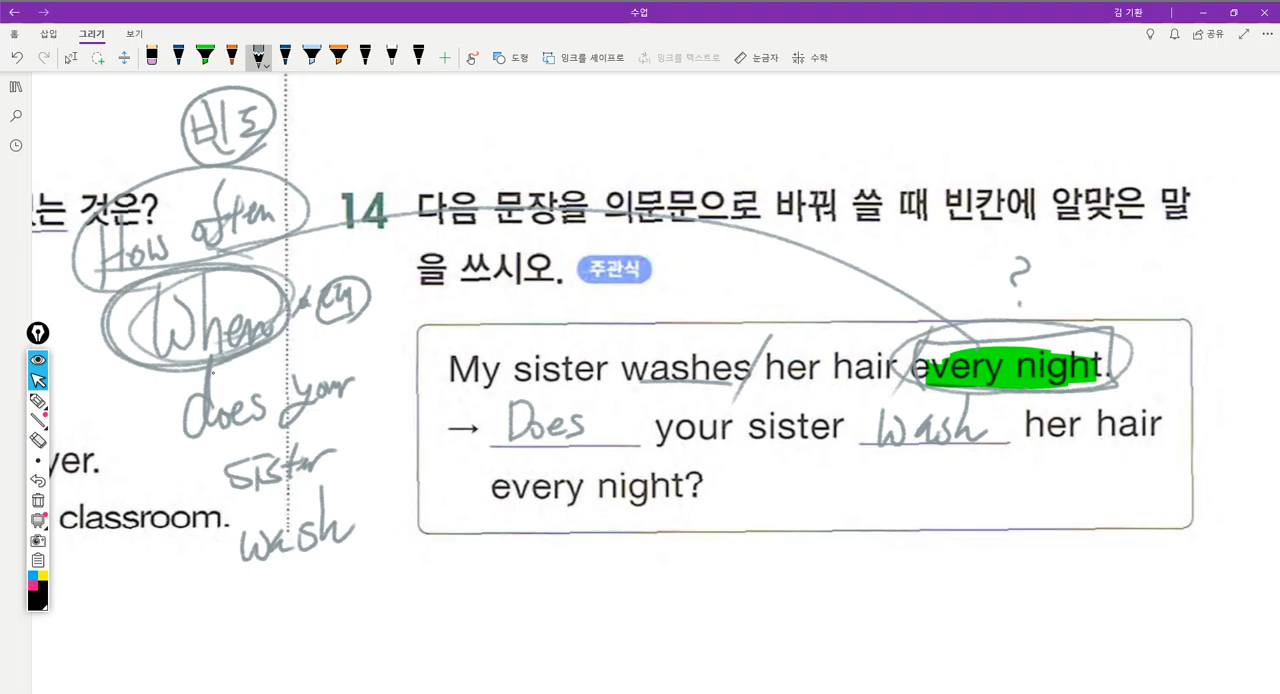 수업
김 기환
홈 삽입 그리기 보기
공유
도형 잉크를 셰이프로 잉크를 텍스트로 눈금자 수학
빈도
는 것은?
How often
When
does your
sister
wash
yer.
classroom.
14 다음 문장을 의문문으로 바꿔 쓸 때 빈칸에 알맞은 말
을 쓰시오. 주관식
?
My sister washes / her hair every night.
→ Does your sister wash her hair
every night?